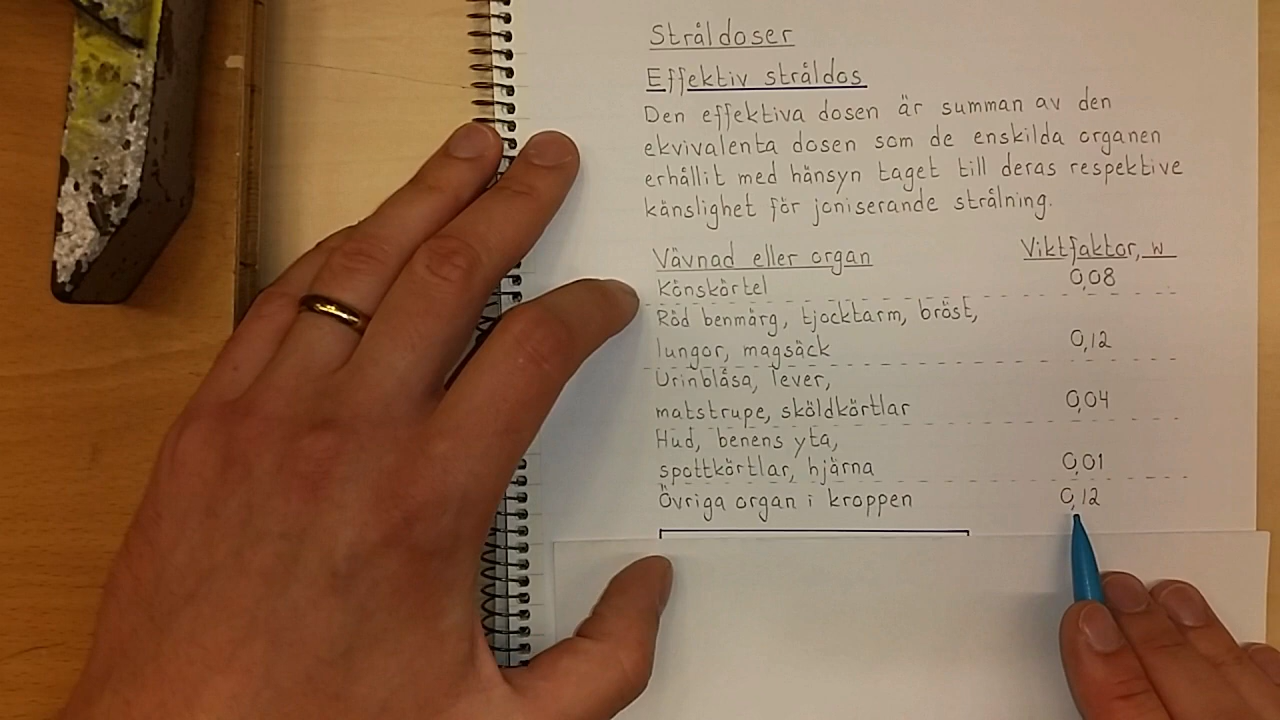 Stråldoser
Effektiv stråldos
Den effektiva dosen är summan av den
ekvivalenta dosen som de enskilda organen
erhållit med hänsyn taget till deras respektive
känslighet för joniserande strålning.
Vävnad eller organ Viktfaktor, w
Könskörtel 0,08
Röd benmärg, tjocktarm, bröst,
lungor, magsäck 0,12
Urinblåsa, lever,
matstrupe, sköldkörtlar 0,04
Hud, benens yta,
spottkörtlar, hjärna 0,01
Övriga organ i kroppen 0,12